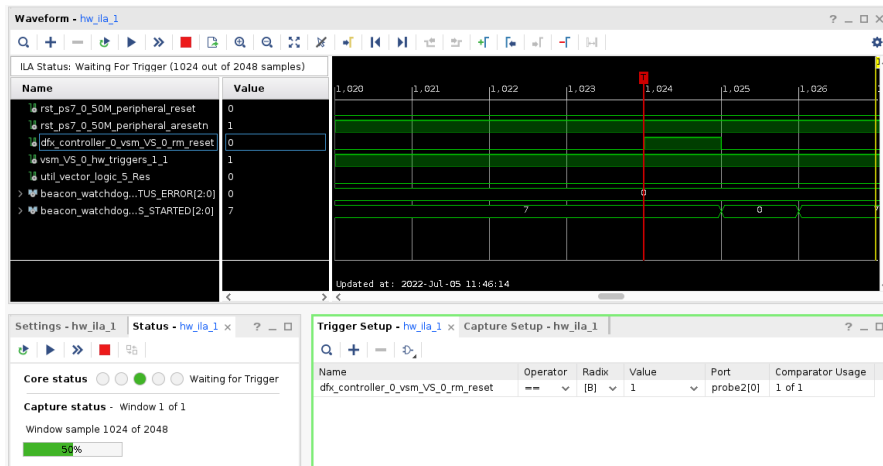 Waveform - hw_ila_1
ILA Status: Waiting For Trigger (1024 out of 2048 samples)
Name Value
1,020 1,021 1,022 1,023 1,024 1,025 1,026
T
rst_ps7_0_50M_peripheral_reset 0
rst_ps7_0_50M_peripheral_aresetn 1
dfx_controller_0_vsm_VS_0_rm_reset 0
vsm_VS_0_hw_triggers_1_1 1
util_vector_logic_5_Res 0
beacon_watchdog...TUS_ERROR[2:0] 0 0
beacon_watchdog...S_STARTED[2:0] 7 7 0 7
Updated at: 2022-Jul-05 11:46:14
Settings - hw_ila_1 Status - hw_ila_1
Core status Waiting for Trigger
Capture status - Window 1 of 1
Window sample 1024 of 2048
50%
Trigger Setup - hw_ila_1 Capture Setup - hw_ila_1
Name Operator Radix Value Port Comparator Usage
dfx_controller_0_vsm_VS_0_rm_reset == [B] 1 probe2[0] 1 of 1